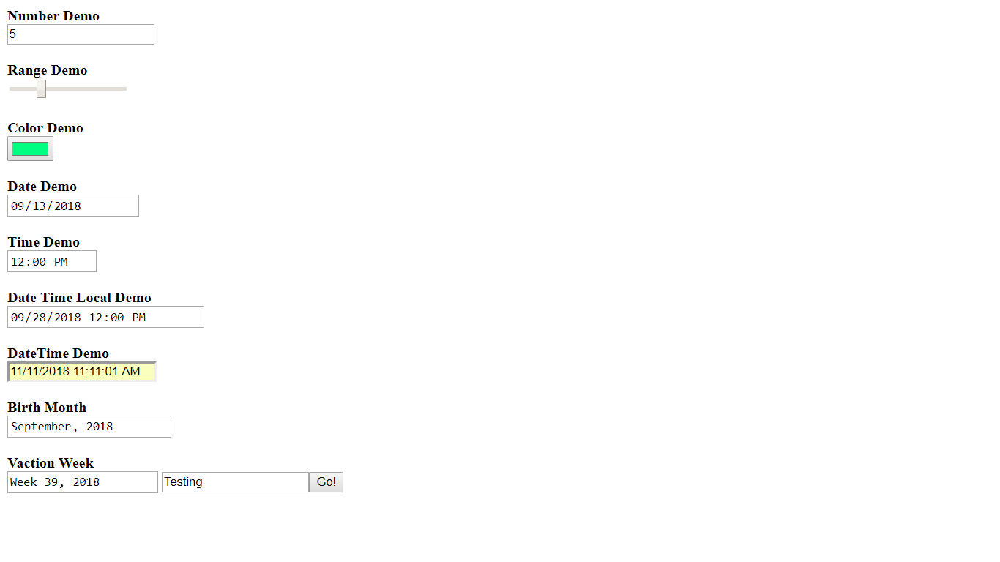 Number Demo
5
Range Demo
Color Demo
Date Demo
09/13/2018
Time Demo
12:00 PM
Date Time Local Demo
09/28/2018 12:00 PM
DateTime Demo
11/11/2018 11:11:01 AM
Birth Month
September, 2018
Vaction Week
Week 39, 2018 Testing Go!